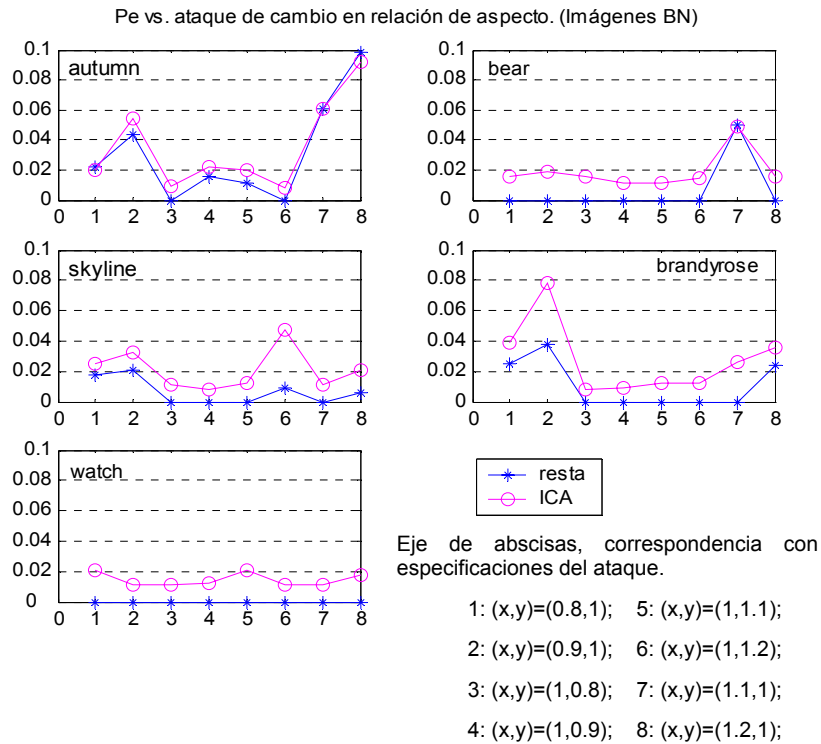 Pe vs. ataque de cambio en relación de aspecto. (Imágenes BN)
autumn
0.1
0.08
0.06
0.04
0.02
0
0 1 2 3 4 5 6 7 8
bear
0.1
0.08
0.06
0.04
0.02
0
0 1 2 3 4 5 6 7 8
skyline
0.1
0.08
0.06
0.04
0.02
0
0 1 2 3 4 5 6 7 8
brandyrose
0.1
0.08
0.06
0.04
0.02
0
0 1 2 3 4 5 6 7 8
watch
0.1
0.08
0.06
0.04
0.02
0
0 1 2 3 4 5 6 7 8
resta
ICA
Eje de abscisas, correspondencia con
especificaciones del ataque.
1: (x,y)=(0.8,1); 5: (x,y)=(1,1.1);
2: (x,y)=(0.9,1); 6: (x,y)=(1,1.2);
3: (x,y)=(1,0.8); 7: (x,y)=(1.1,1);
4: (x,y)=(1,0.9); 8: (x,y)=(1.2,1);